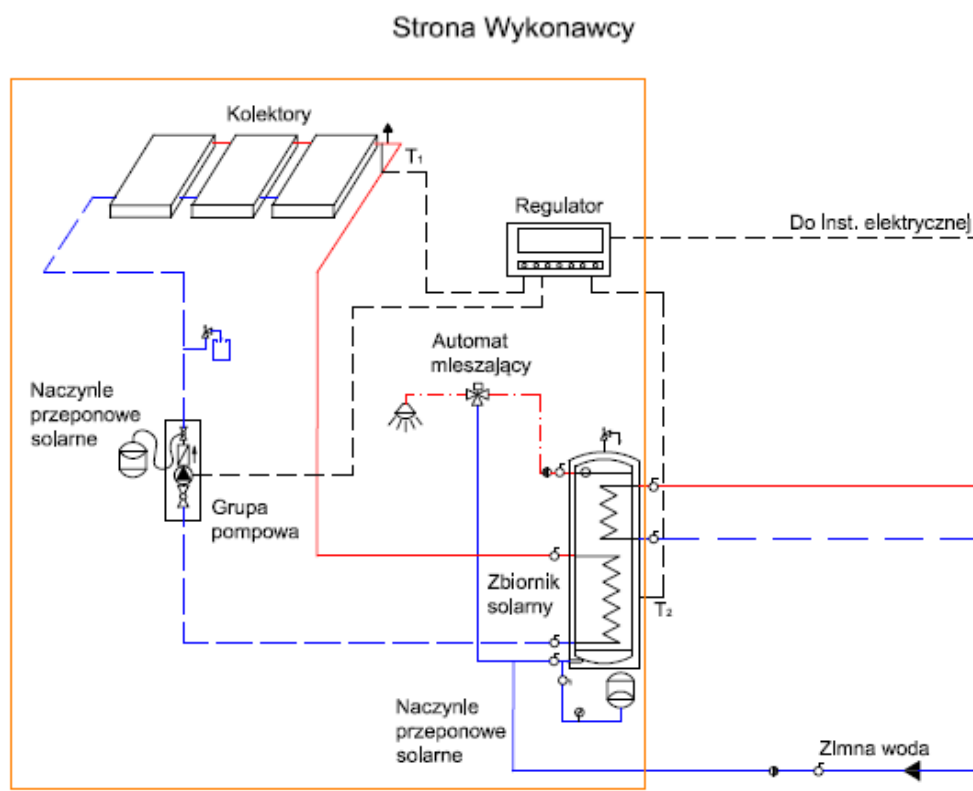 Strona Wykonawcy
Kolektory
T₁
Regulator
Do Inst. elektrycznej
Automat
mleszający
Naczynle
przeponowe
solarne
Grupa
pompowa
Zbiornik
solarny
T₂
Naczynle
przeponowe
solarne
ZImna woda